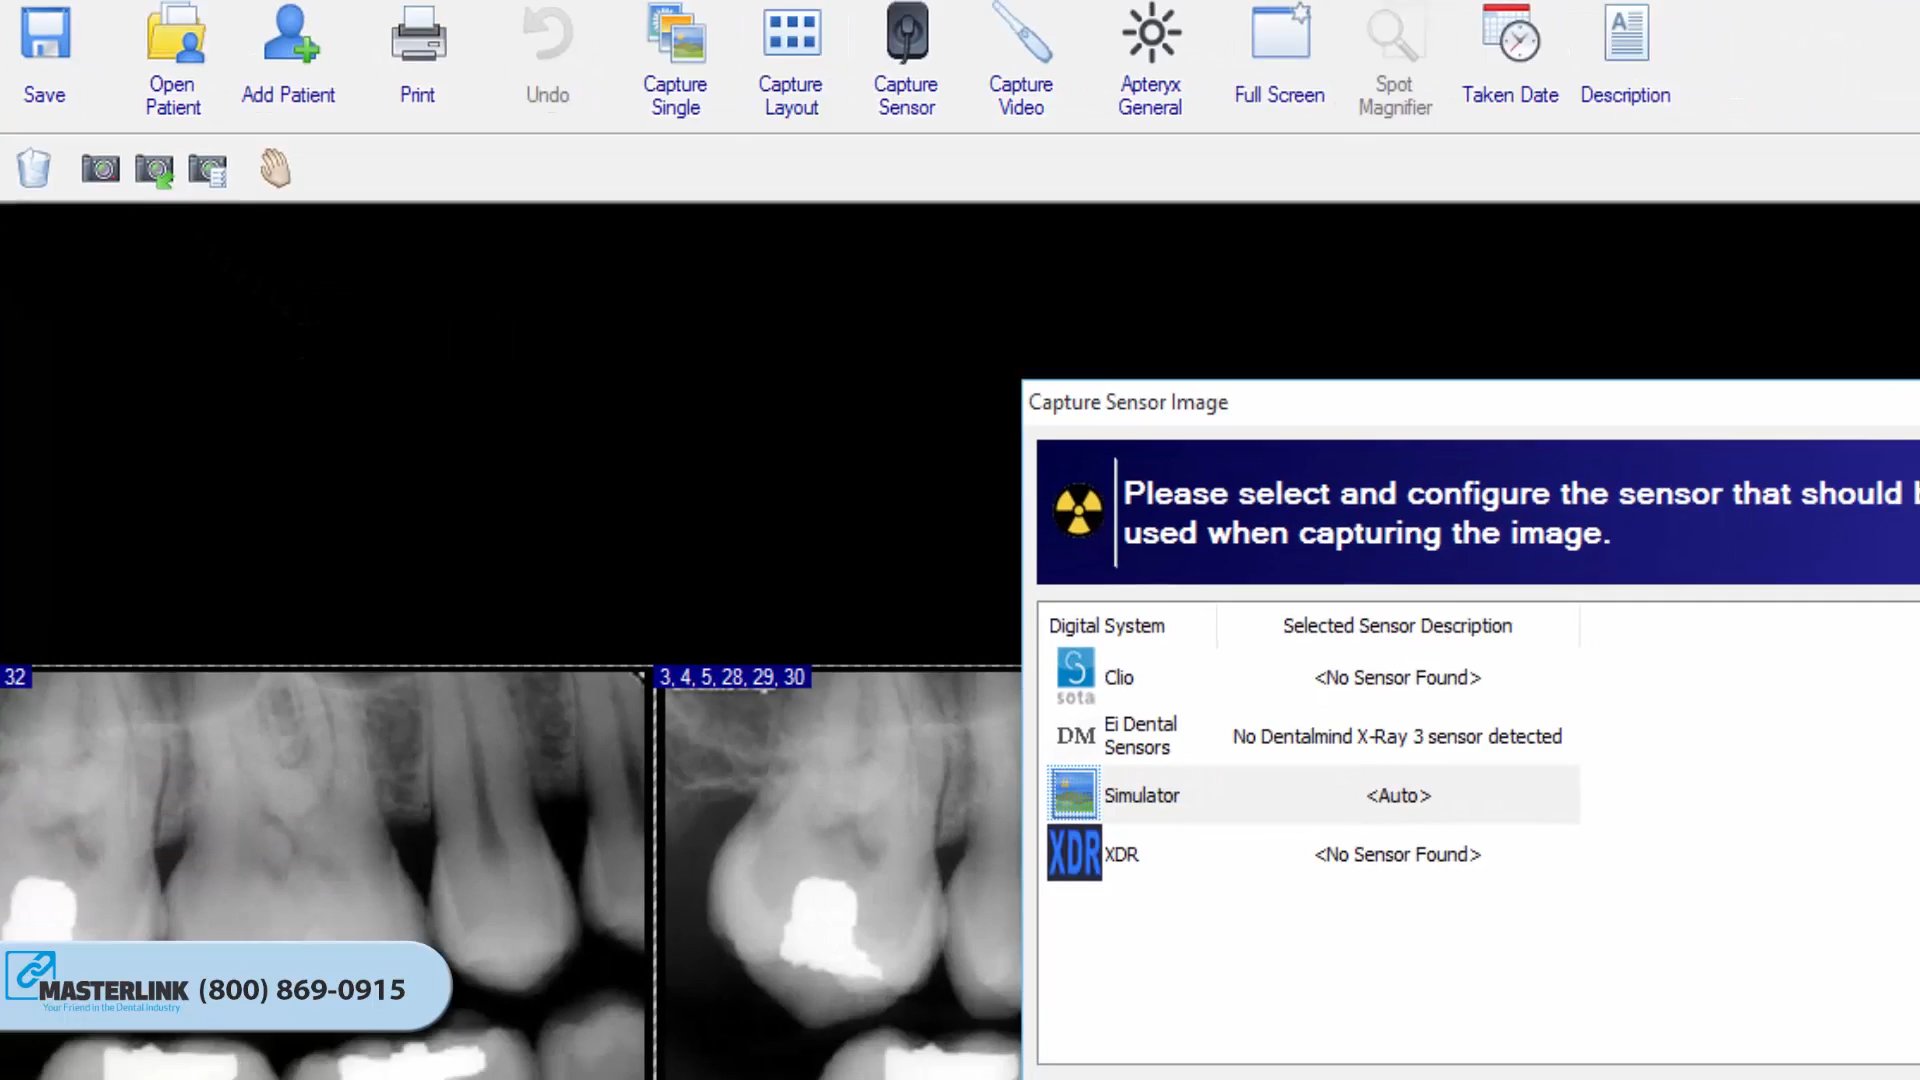 Save
Open
Patient
Add Patient
Print
Undo
Capture
Single
Capture
Layout
Capture
Sensor
Capture
Video
Apteryx
General
Full Screen
Spot
Magnifier
Taken Date
Description
Capture Sensor Image
Please select and configure the sensor that should
used when capturing the image.
Digital System
Selected Sensor Description
S
sota
Clio
<No Sensor Found>
DM
Ei Dental
Sensors
No Dentalmind X-Ray 3 sensor detected
Simulator
<Auto>
XDR
XDR
<No Sensor Found>
32
3, 4, 5, 28, 29, 30
MASTERLINK (800) 869-0915
Your Friend in the Dental Industry